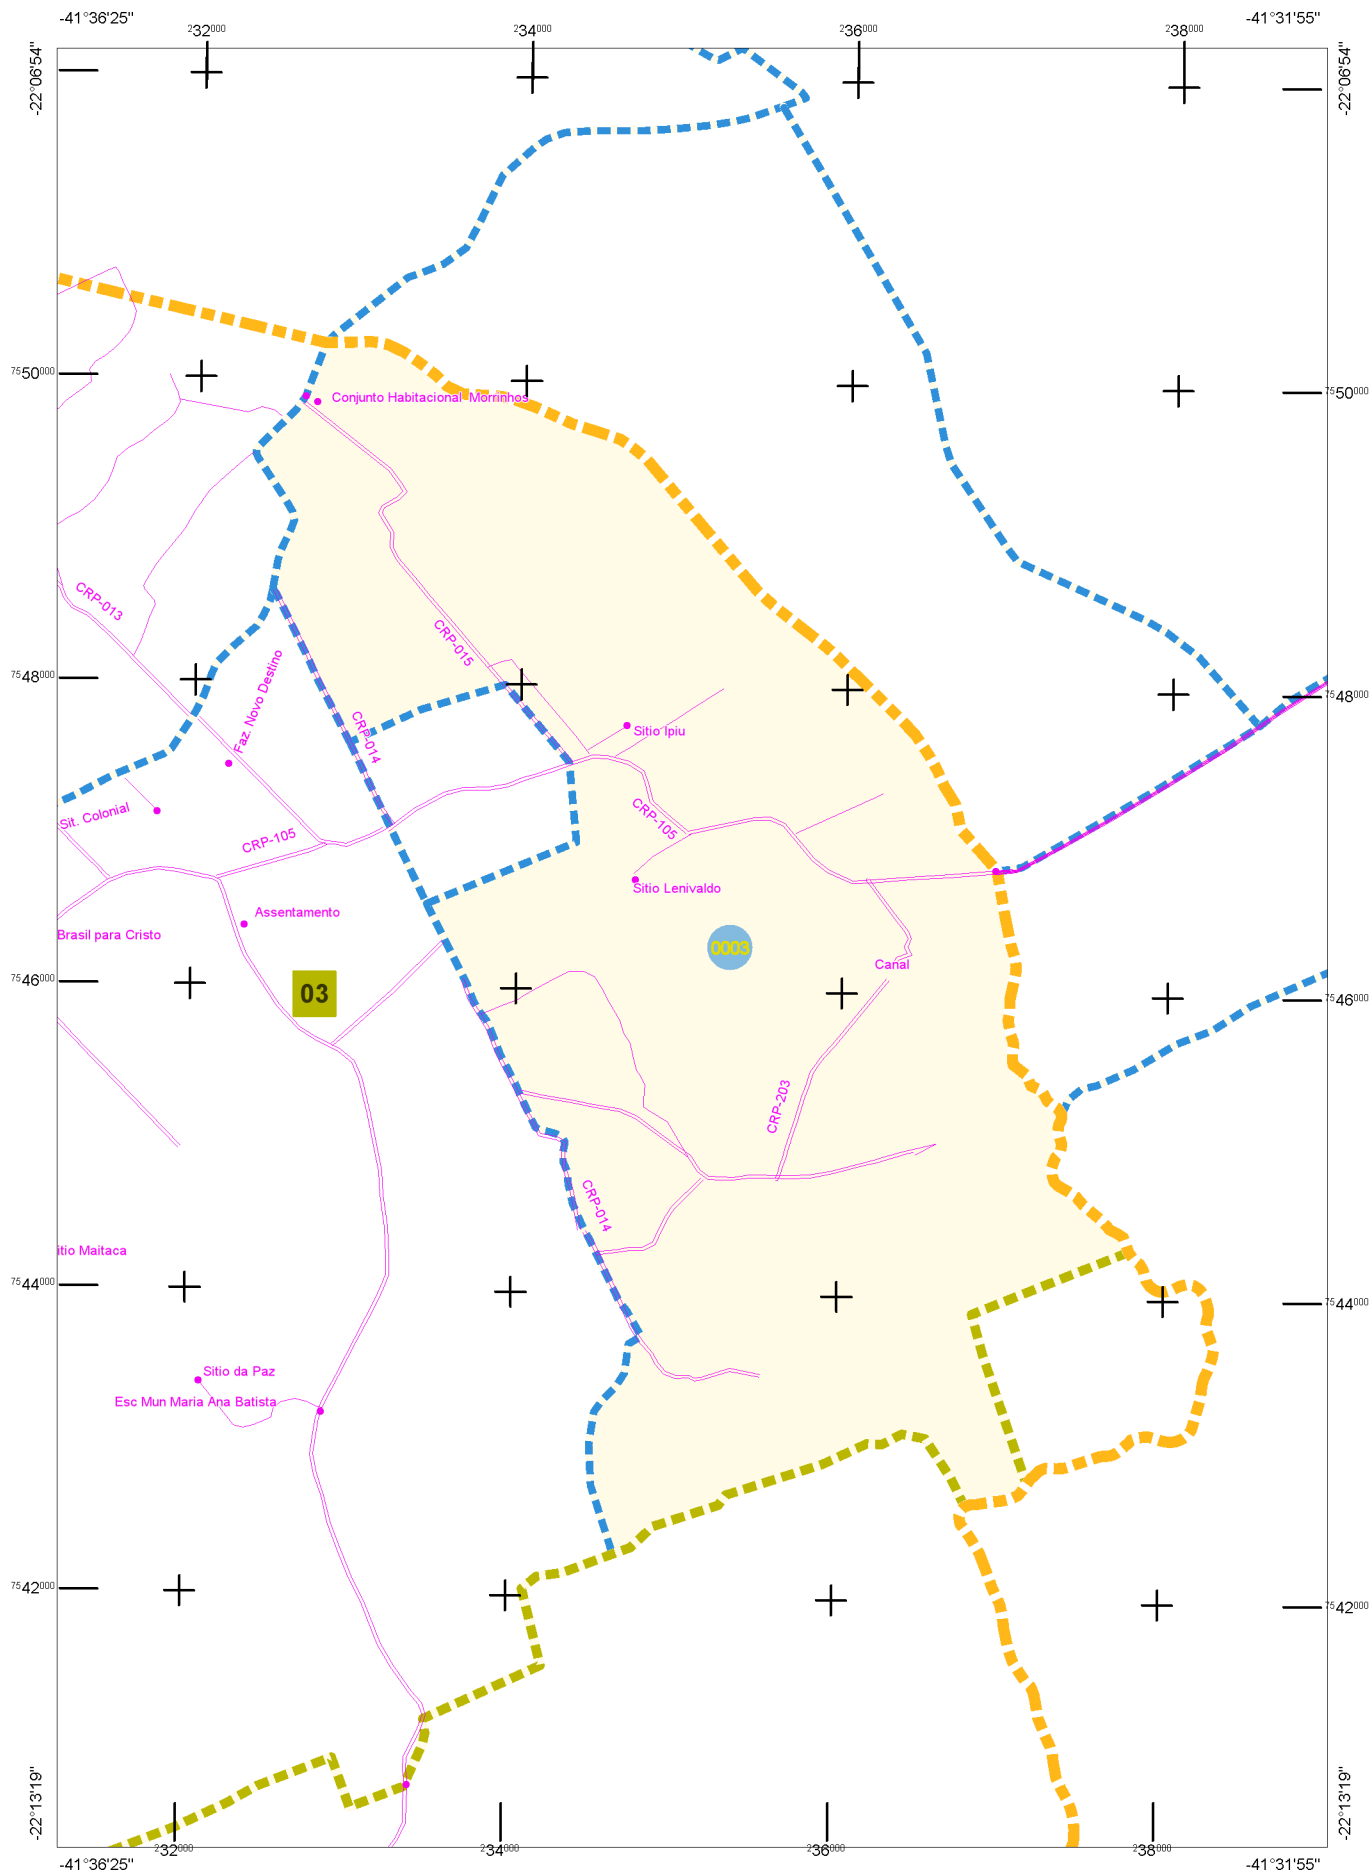 -41°36'25"
-41°31'55"
232000
234000
236000
238000
-22°06'54"
-22°06'54"
7550000
7550000
Conjunto Habitacional Morrinhos
CRP-013
CRP-015
Faz. Novo Destino
7548000
7548000
CRP-014
Sitio Ipiu
Sit. Colonial
CRP-105
CRP-105
Sitio Lenivaldo
Assentamento
Brasil para Cristo
0003
Canal
7546000
7546000
03
CRP-203
CRP-014
itio Maitaca
7544000
7544000
Sitio da Paz
Esc Mun Maria Ana Batista
7542000
7542000
-22°13'19"
-22°13'19"
232000
234000
236000
238000
-41°36'25"
-41°31'55"